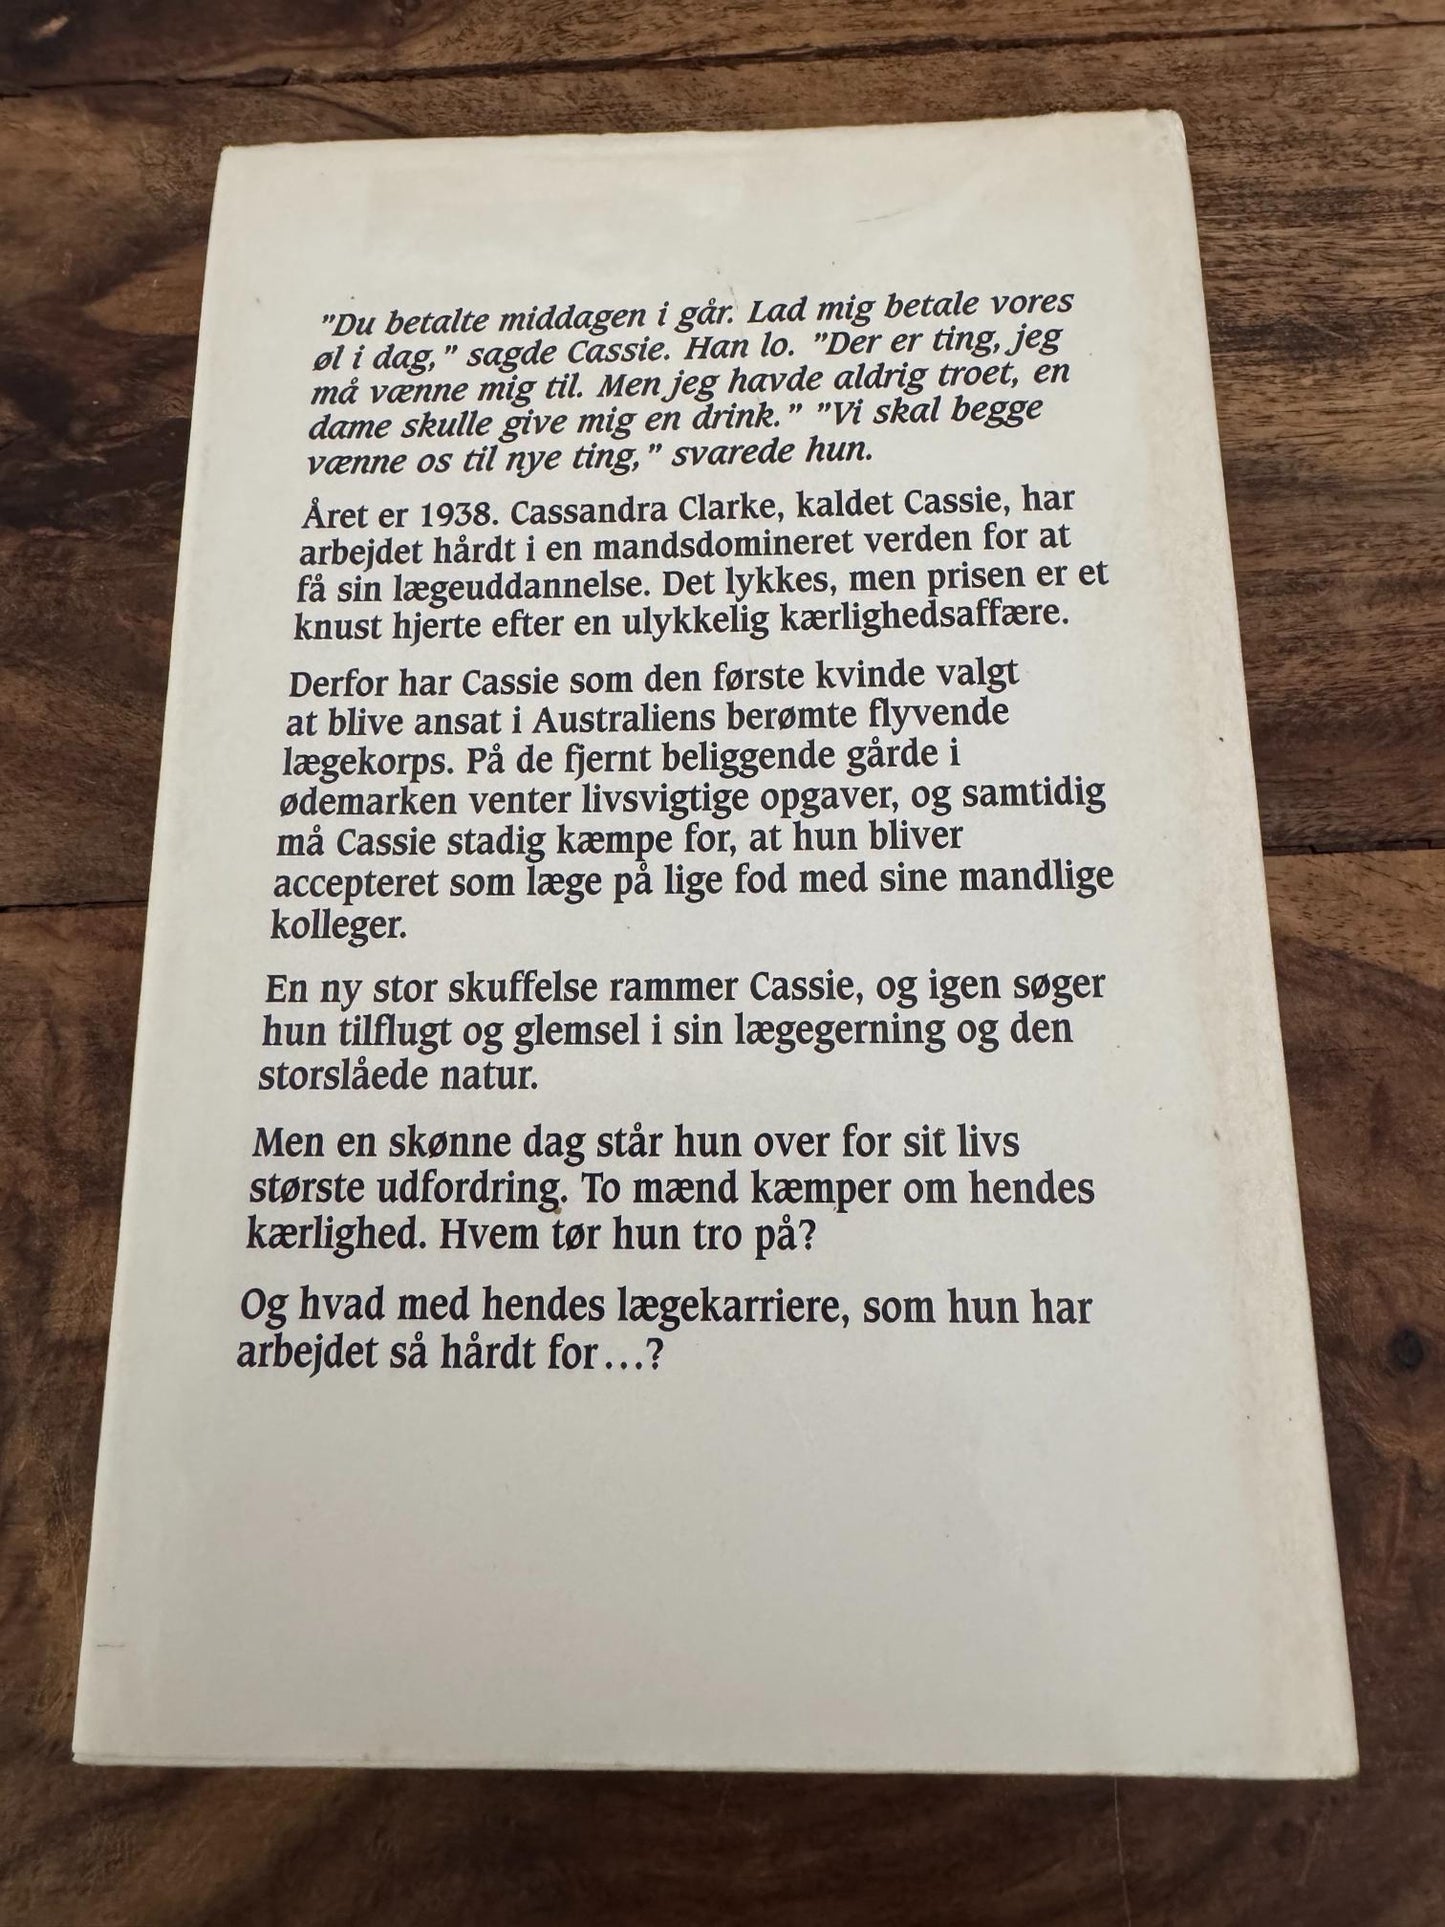 ”Du betalte middagen i går. Lad mig betale vores
øl i dag,” sagde Cassie. Han lo. ”Der er ting, jeg
må vænne mig til. Men jeg havde aldrig troet, en
dame skulle give mig en drink.” ”Vi skal begge
vænne os til nye ting,” svarede hun.
Året er 1938. Cassandra Clarke, kaldet Cassie, har
arbejdet hårdt i en mandsdomineret verden for at
få sin lægeuddannelse. Det lykkes, men prisen er et
knust hjerte efter en ulykkelig kærlighedsaffære.
Derfor har Cassie som den første kvinde valgt
at blive ansat i Australiens berømte flyvende
lægekorps. På de fjernt beliggende gårde i
ødemarken venter livsvigtige opgaver, og samtidig
må Cassie stadig kæmpe for, at hun bliver
accepteret som læge på lige fod med sine mandlige
kolleger.
En ny stor skuffelse rammer Cassie, og igen søger
hun tilflugt og glemsel i sin lægegerning og den
storslåede natur.
Men en skønne dag står hun over for sit livs
største udfordring. To mænd kæmper om hendes
kærlighed. Hvem tør hun tro på?
Og hvad med hendes lægekarriere, som hun har
arbejdet så hårdt for...?